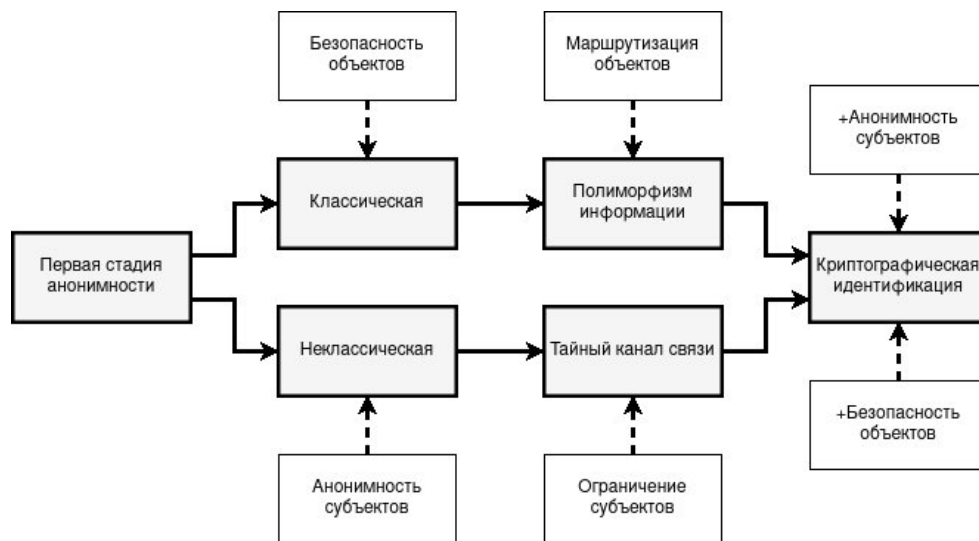 Безопасность
объектов
Маршрутизация
объектов
+Анонимность
субъектов
Классическая
Полиморфизм
информации
Первая стадия
анонимности
Криптографическая
идентификация
Неклассическая
Тайный канал связи
+Безопасность
объектов
Анонимность
субъектов
Ограничение
субъектов